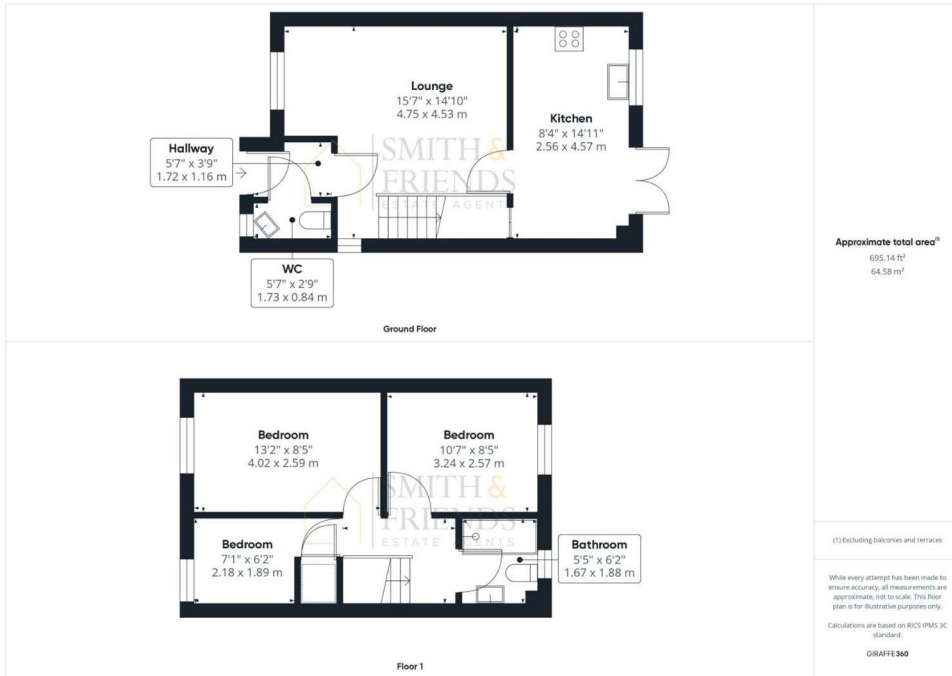 Lounge
15'7" x 14'10"
4.75 x 4.53 m
Kitchen
8'4" x 14'11"
2.56 x 4.57 m
Hallway
5'7" x 3'9"
1.72 x 1.16 m
SMITH &
FRIENDS
ESTATE AGENTS
WC
5'7" x 2'9"
1.73 x 0.84 m
Ground Floor
Approximate total area(1)
695.14 ft²
64.58 m²
Bedroom
13'2" x 8'5"
4.02 x 2.59 m
Bedroom
10'7" x 8'5"
3.24 x 2.57 m
SMITH &
FRIENDS
ESTATE AGENTS
Bedroom
7'1" x 6'2"
2.18 x 1.89 m
Bathroom
5'5" x 6'2"
1.67 x 1.88 m
Floor 1
(1) Excluding balconies and terraces
While every attempt has been made to
ensure accuracy, all measurements are
approximate, not to scale. This floor
plan is for illustrative purposes only.
Calculations are based on RICS IPMS 3C
standard.
GIRAFFE360